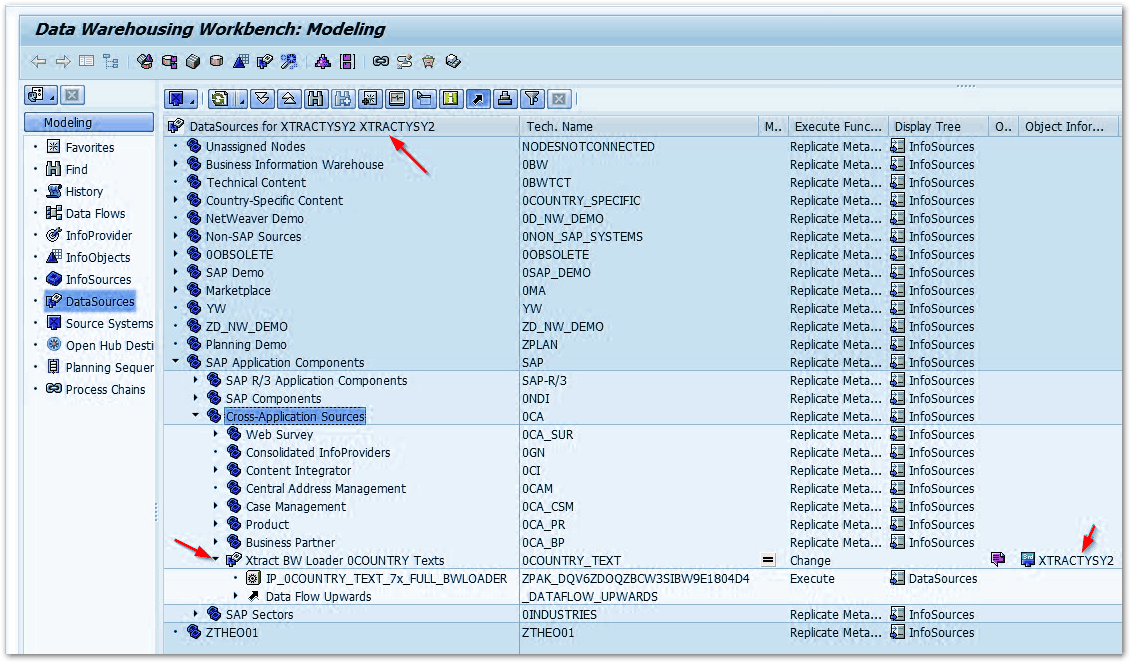 Data Warehousing Workbench: Modeling
Modeling
Favorites
Find
History
Data Flows
InfoProvider
InfoObjects
InfoSources
DataSources
Source Systems
Open Hub Desti
Planning Sequer
Process Chains
DataSources for XTRACTYSY2 XTRACTYSY2 Tech. Name M.. Execute Func... Display Tree O.. Object Infor...
Unassigned Nodes NODESNOTCONNECTED Replicate Meta... InfoSources
Business Information Warehouse 0BW Replicate Meta... InfoSources
Technical Content 0BWTCT Replicate Meta... InfoSources
Country-Specific Content 0COUNTRY_SPECIFIC Replicate Meta... InfoSources
NetWeaver Demo 0D_NW_DEMO Replicate Meta... InfoSources
Non-SAP Sources 0NON_SAP_SYSTEMS Replicate Meta... InfoSources
0OBSOLETE 0OBSOLETE Replicate Meta... InfoSources
SAP Demo 0SAP_DEMO Replicate Meta... InfoSources
Marketplace 0MA Replicate Meta... InfoSources
YW YW Replicate Meta... InfoSources
ZD_NW_DEMO ZD_NW_DEMO Replicate Meta... InfoSources
Planning Demo ZPLAN Replicate Meta... InfoSources
SAP Application Components SAP Replicate Meta... InfoSources
SAP R/3 Application Components SAP-R/3 Replicate Meta... InfoSources
SAP Components 0NDI Replicate Meta... InfoSources
Cross-Application Sources 0CA Replicate Meta... InfoSources
Web Survey 0CA_SUR Replicate Meta... InfoSources
Consolidated InfoProviders 0GN Replicate Meta... InfoSources
Content Integrator 0CI Replicate Meta... InfoSources
Central Address Management 0CAM Replicate Meta... InfoSources
Case Management 0CA_CSM Replicate Meta... InfoSources
Product 0CA_PR Replicate Meta... InfoSources
Business Partner 0CA_BP Replicate Meta... InfoSources
Xtract BW Loader 0COUNTRY Texts 0COUNTRY_TEXT = Change XTRACTYSY2
IP_0COUNTRY_TEXT_7x_FULL_BWLOADER ZPAK_DQV6ZDOQZBCW3SIBW9E1804D4 Execute DataSources
Data Flow Upwards _DATAFLOW_UPWARDS
SAP Sectors 0INDUSTRIES Replicate Meta... InfoSources
ZTHEO01 ZTHEO01 Replicate Meta... InfoSources